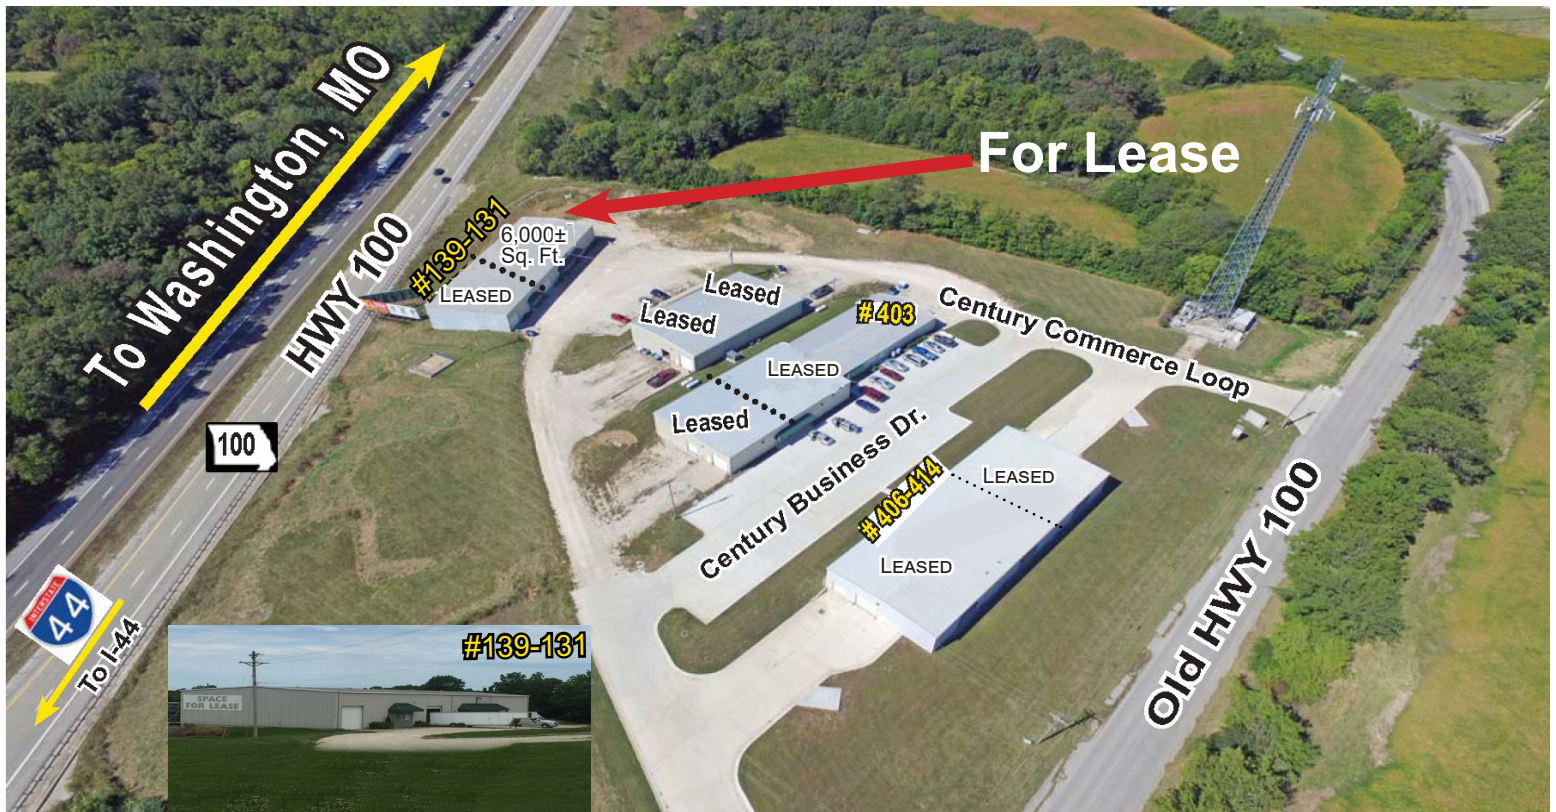 To Washington, MO
For Lease
#139-131
6,000±
Sq. Ft.
LEASED
HWY 100
Leased
Leased
#403
Century Commerce Loop
LEASED
Leased
100
Century Business Dr.
#406-414
LEASED
LEASED
Old HWY 100
INTERSTATE
44
To I-44
#139-131
SPACE
FOR LEASE